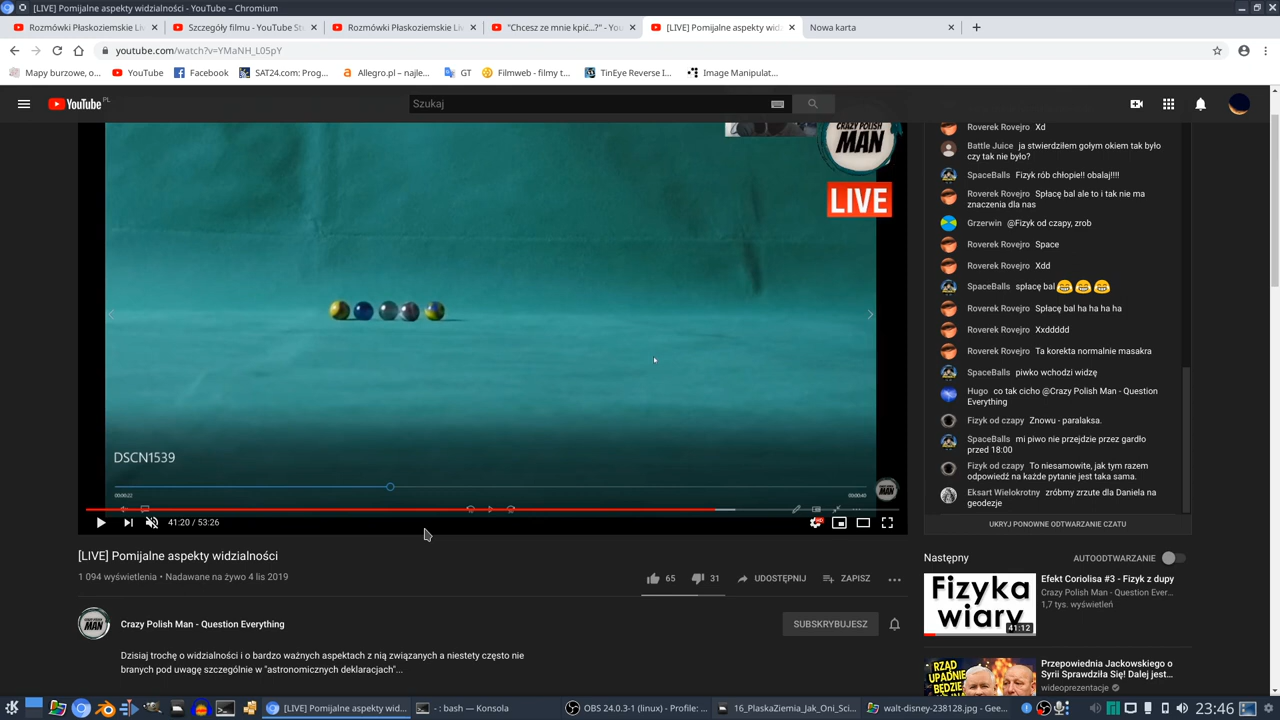 [LIVE] Pomijalne aspekty widzialności - YouTube – Chromium
Rozmówki Płaskoziemskie Li
Szczegóły filmu - YouTube St
Rozmówki Płaskoziemskie Li
"Chcesz ze mnie kpić...?" - You
[LIVE] Pomijalne aspekty widz
Nowa karta
youtube.com/watch?v=YMaNH_L05pY
Mapy burzowe, o...
YouTube
Facebook
SAT24.com: Prog...
Allegro.pl – najle...
GT
Filmweb - filmy t...
TinEye Reverse I...
Image Manipulat...
YouTube PL
Szukaj
CRAZY POLISH
MAN
LIVE
DSCN1539
00:00:22
00:00:40
41:20 / 53:26
Roverek Rovejro Xd
Battle Juice ja stwierdziłem gołym okiem tak było
czy tak nie było?
SpaceBalls Fizyk rób chłopie!! obalaj!!!!
Roverek Rovejro Spłacę bal ale to i tak nie ma
znaczenia dla nas
Grzerwin @Fizyk od czapy, zrob
Roverek Rovejro Space
Roverek Rovejro Xdd
SpaceBalls spłacę bal😂😂😂
Roverek Rovejro Spłacę bal ha ha ha ha
Roverek Rovejro Xxddddd
Roverek Rovejro Ta korekta normalnie masakra
SpaceBalls piwko wchodzi widzę
Hugo co tak cicho @Crazy Polish Man - Question
Everything
Fizyk od czapy Znowu - paralaksa.
SpaceBalls mi piwo nie przejdzie przez gardło
przed 18:00
Fizyk od czapy To niesamowite, jak tym razem
odpowiedź na każde pytanie jest taka sama.
Eksart Wielokrotny zróbmy zrzute dla Daniela na
geodezje
UKRYJ PONOWNE ODTWARZANIE CZATU
[LIVE] Pomijalne aspekty widzialności
1 094 wyświetlenia • Nadawane na żywo 4 lis 2019
65
31
UDOSTĘPNIJ
ZAPISZ
Crazy Polish Man - Question Everything
SUBSKRYBUJESZ
Dzisiaj trochę o widzialności i o bardzo ważnych aspektach z nią związanych a niestety często nie
branych pod uwagę szczególnie w "astronomicznych deklaracjach"...
Następny
AUTOODTWARZANIE
Fizyka
wiary
41:12
Efekt Coriolisa #3 - Fizyk z dupy
Crazy Polish Man - Question Ever...
1,7 tys. wyświetleń
RZĄD
UPADNIE
BĘDZIE
Przepowiednia Jackowskiego o
Syrii Sprawdziła Się! Dalej jest...
wideoprezentacje
[LIVE] Pomijalne aspekty wid...
- : bash — Konsola
OBS 24.0.3-1 (linux) - Profile: ...
16_PlaskaZiemia_Jak_Oni_Sci...
walt-disney-238128.jpg - Gee...
23:46